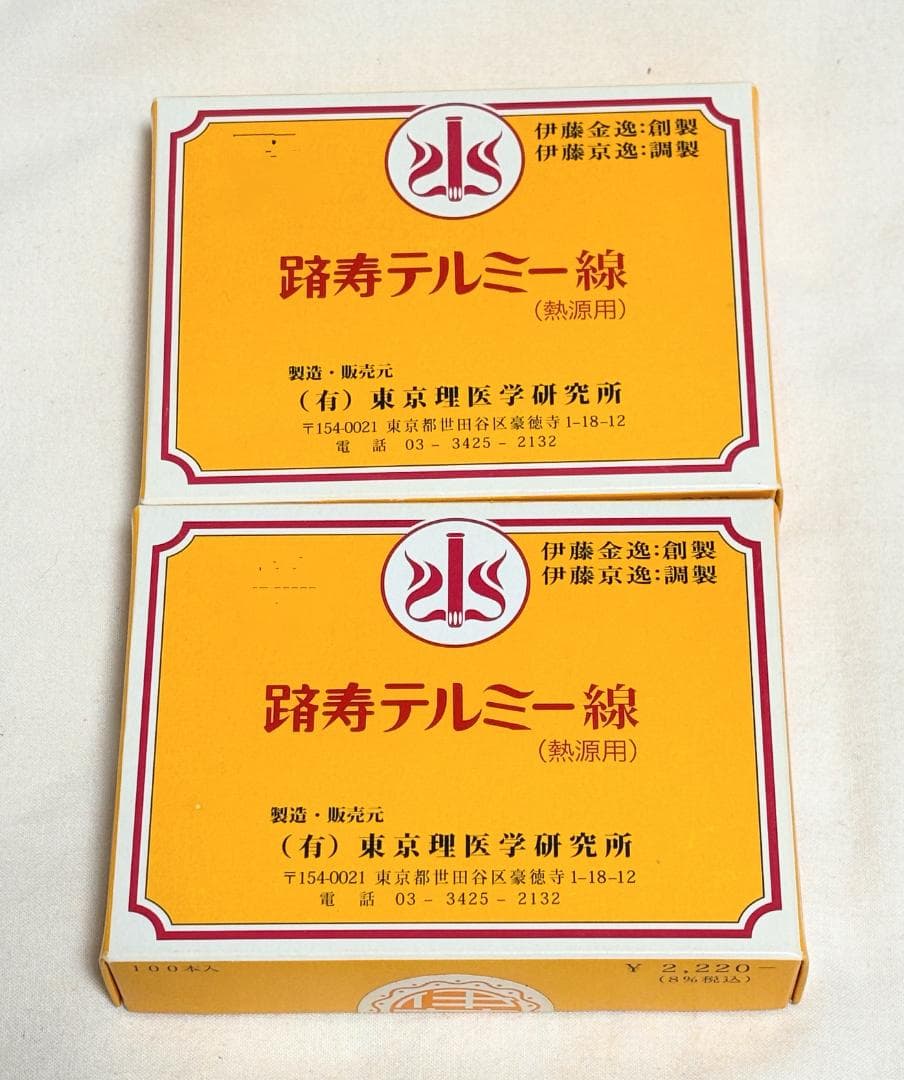 伊藤金逸:創製
伊藤京逸:調製
躋寿テルミー線
(熱源用)
製造・販売元
(有)東京理医学研究所
〒154-0021 東京都世田谷区豪徳寺1-18-12
電話 03-3425-2132
伊藤金逸:創製
伊藤京逸:調製
躋寿テルミー線
(熱源用)
製造・販売元
(有)東京理医学研究所
〒154-0021 東京都世田谷区豪徳寺1-18-12
電話 03-3425-2132
100本入
¥2,220-
(8%税込)